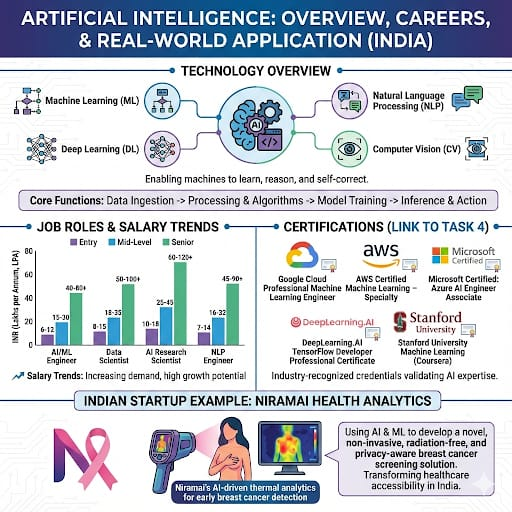 ARTIFICIAL INTELLIGENCE: OVERVIEW, CAREERS,
& REAL-WORLD APPLICATION (INDIA)
TECHNOLOGY OVERVIEW
Machine Learning (ML)
Deep Learning (DL)
AI
</>
Natural Language
Processing (NLP)
Computer Vision (CV)
Enabling machines to learn, reason, and self-correct.
Core Functions: Data Ingestion -> Processing & Algorithms -> Model Training -> Inference & Action
JOB ROLES & SALARY TRENDS
Entry Mid-Level Senior
INR (Lakhs per Annum, LPA)
80
60
40
20
0
6-12
15-30
40-80+
8-15
18-35
50-100+
10-18
25-45
60-120+
7-14
16-32
45-90+
AI/ML
Engineer
Data
Scientist
AI Research
Scientist
NLP
Engineer
Salary Trends: Increasing demand, high growth potential
CERTIFICATIONS (LINK TO TASK 4)
Google Cloud
Professional Machine
Learning Engineer
aws
AWS Certified
Machine Learning –
Specialty
Microsoft
Certified:
Microsoft Certified:
Azure AI Engineer
Associate
DeepLearning.AI
DeepLearning.AI
TensorFlow Developer
Professional Certificate
Stanford
University
Stanford University
Machine Learning
(Coursera)
Industry-recognized credentials validating AI expertise.
INDIAN STARTUP EXAMPLE: NIRAMAI HEALTH ANALYTICS
N
Niramai's AI-driven thermal analytics
for early breast cancer detection
Using AI & ML to develop a novel,
non-invasive, radiation-free, and
privacy-aware breast cancer
screening solution.
Transforming healthcare
accessibility in India.